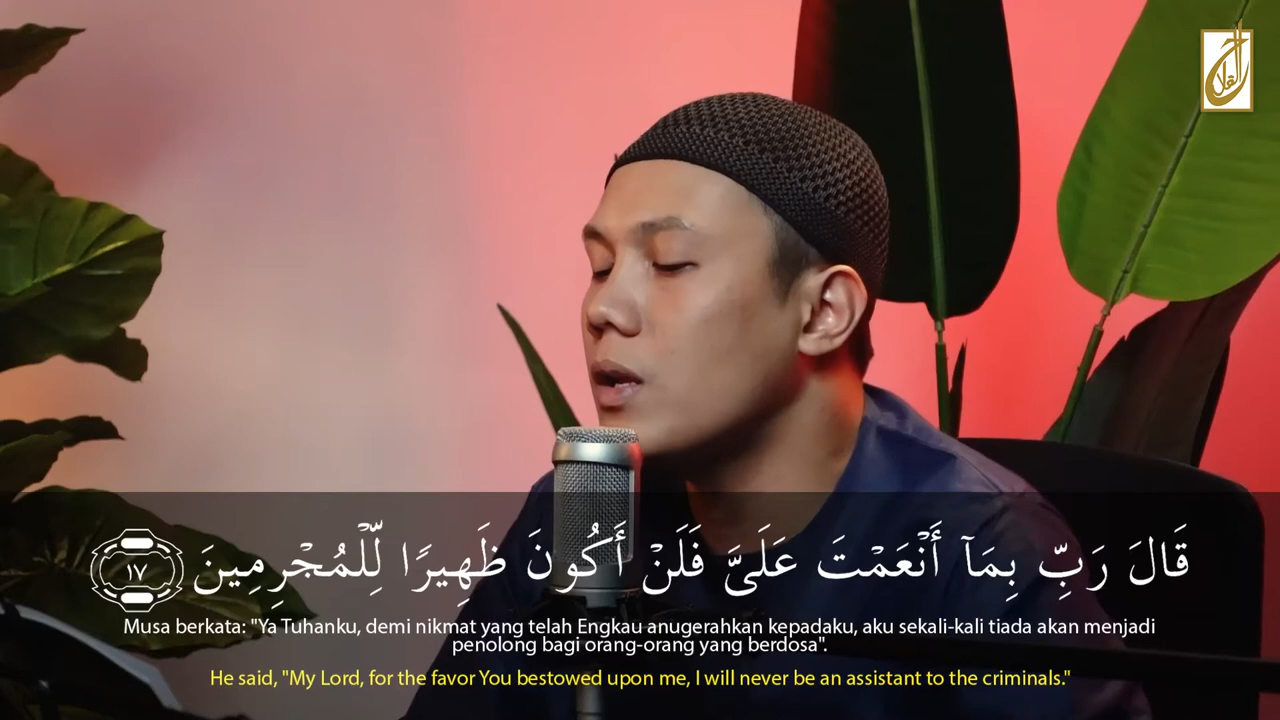 قَالَ رَبِّ بِمَآ أَنْعَمْتَ عَلَىَّ فَلَنْ أَكُونَ ظَهِيرًا لِّلْمُجْرِمِينَ ١٧
Musa berkata: "Ya Tuhanku, demi nikmat yang telah Engkau anugerahkan kepadaku, aku sekali-kali tiada akan menjadi
penolong bagi orang-orang yang berdosa".
He said, "My Lord, for the favor You bestowed upon me, I will never be an assistant to the criminals."